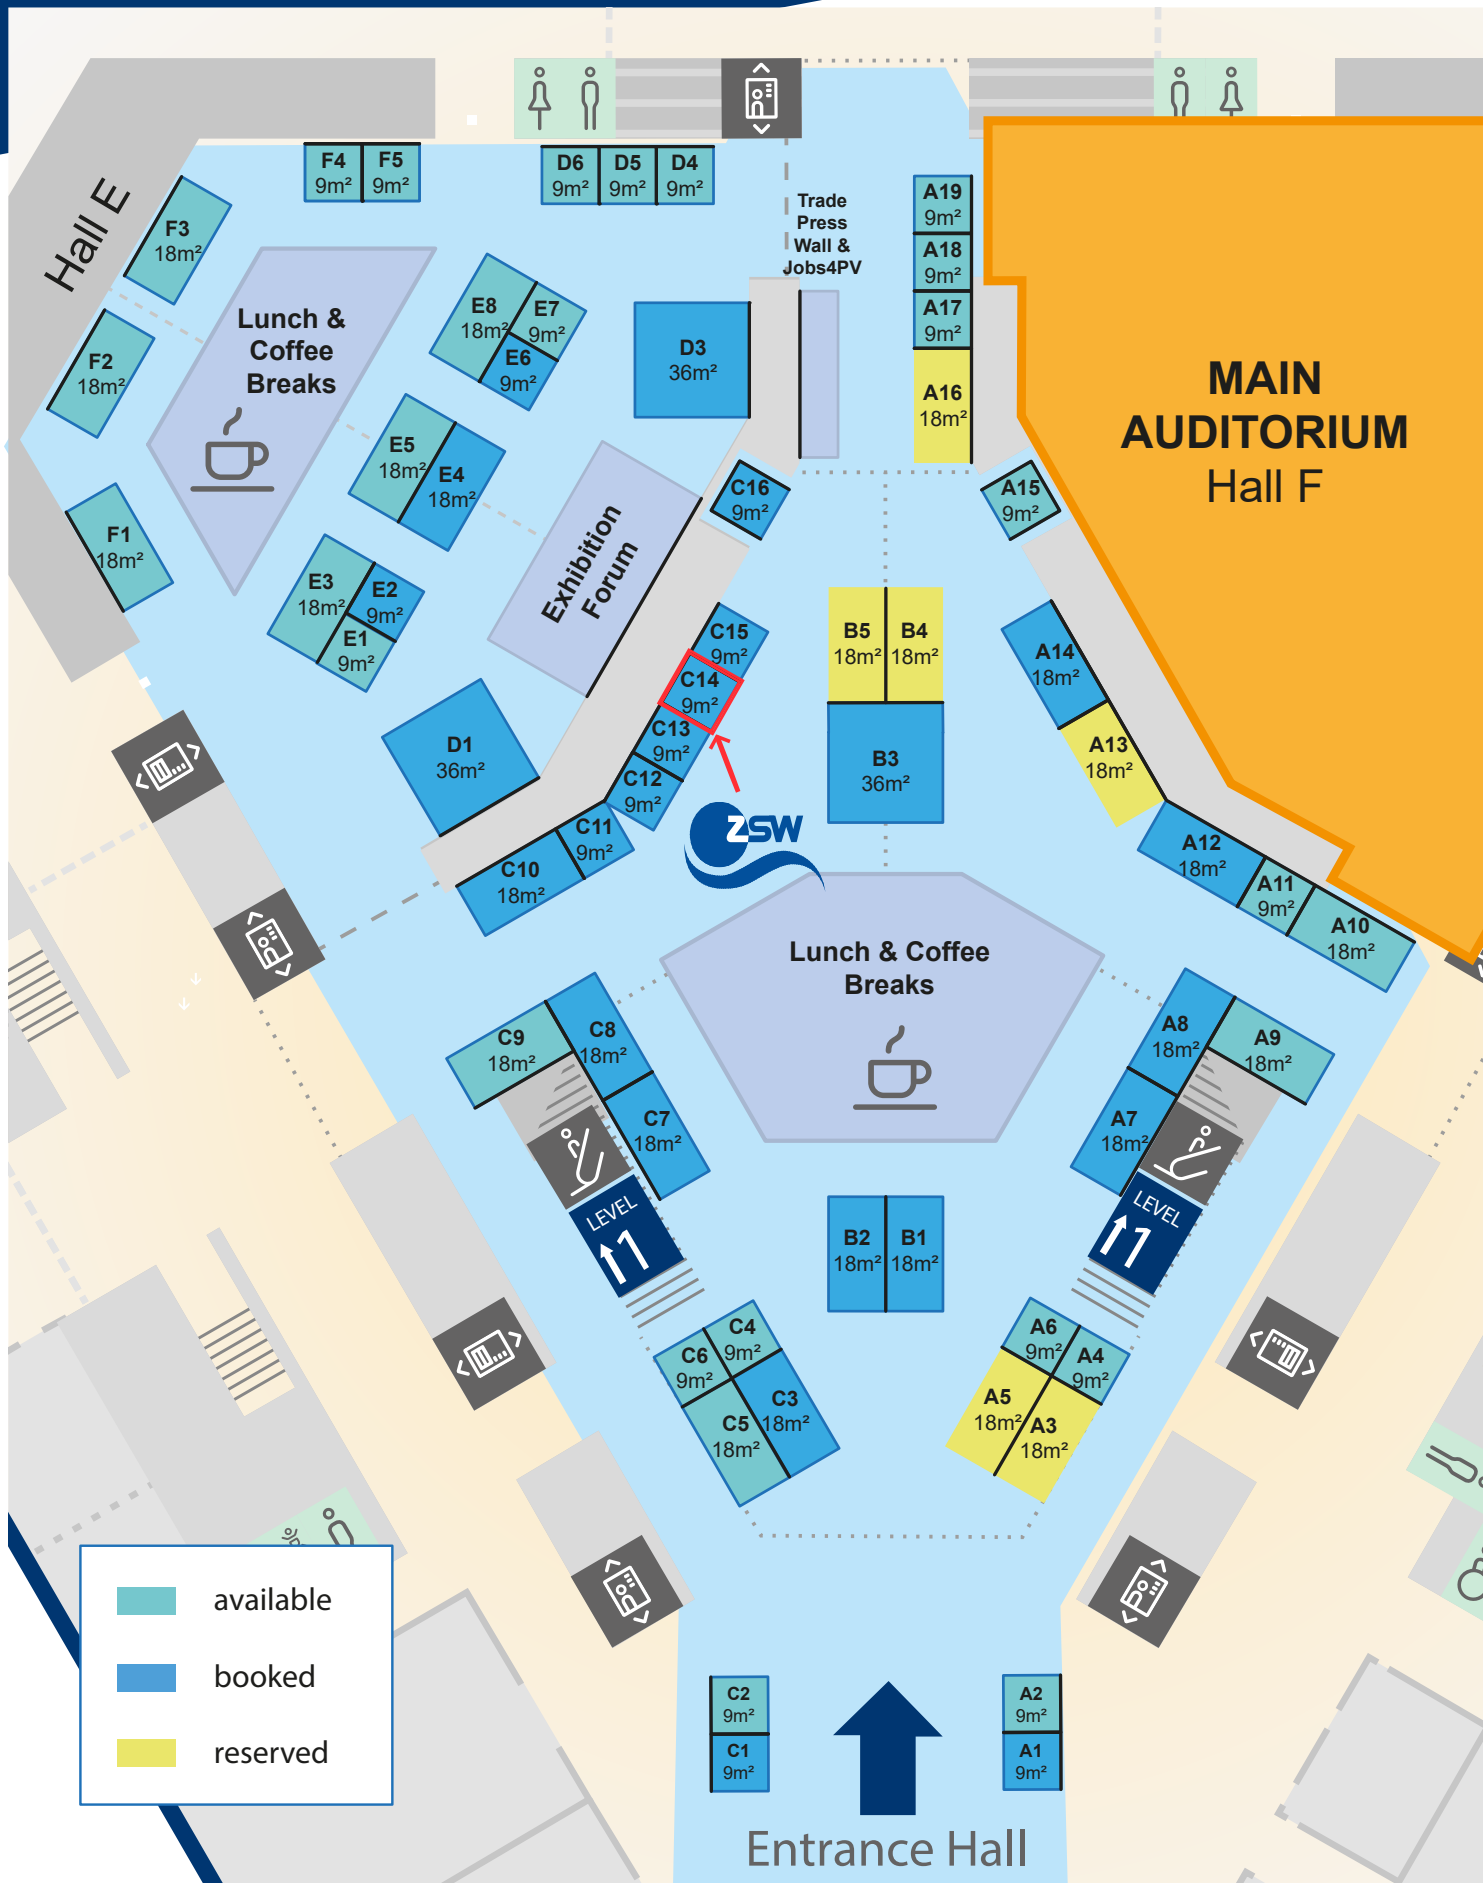 Hall E
F4
9m²
F5
9m²
D6
9m²
D5
9m²
D4
9m²
F3
18m²
Trade
Press
Wall &
Jobs4PV
A19
9m²
A18
9m²
A17
9m²
A16
18m²
Lunch &
Coffee
Breaks
E8
18m²
E7
9m²
E6
9m²
D3
36m²
F2
18m²
MAIN
AUDITORIUM
Hall F
E5
18m²
E4
18m²
C16
9m²
A15
9m²
F1
18m²
Exhibition
Forum
E3
18m²
E2
9m²
E1
9m²
C15
9m²
C14
9m²
C13
9m²
C12
9m²
B5
18m²
B4
18m²
A14
18m²
A13
18m²
D1
36m²
B3
36m²
ZSW
C11
9m²
C10
18m²
A12
18m²
A11
9m²
A10
18m²
Lunch & Coffee
Breaks
C9
18m²
C8
18m²
C7
18m²
A8
18m²
A9
18m²
A7
18m²
LEVEL
1
LEVEL
1
B2
18m²
B1
18m²
C4
9m²
C6
9m²
C3
18m²
C5
18m²
A6
9m²
A4
9m²
A5
18m²
A3
18m²
available
booked
reserved
C2
9m²
C1
9m²
A2
9m²
A1
9m²
Entrance Hall